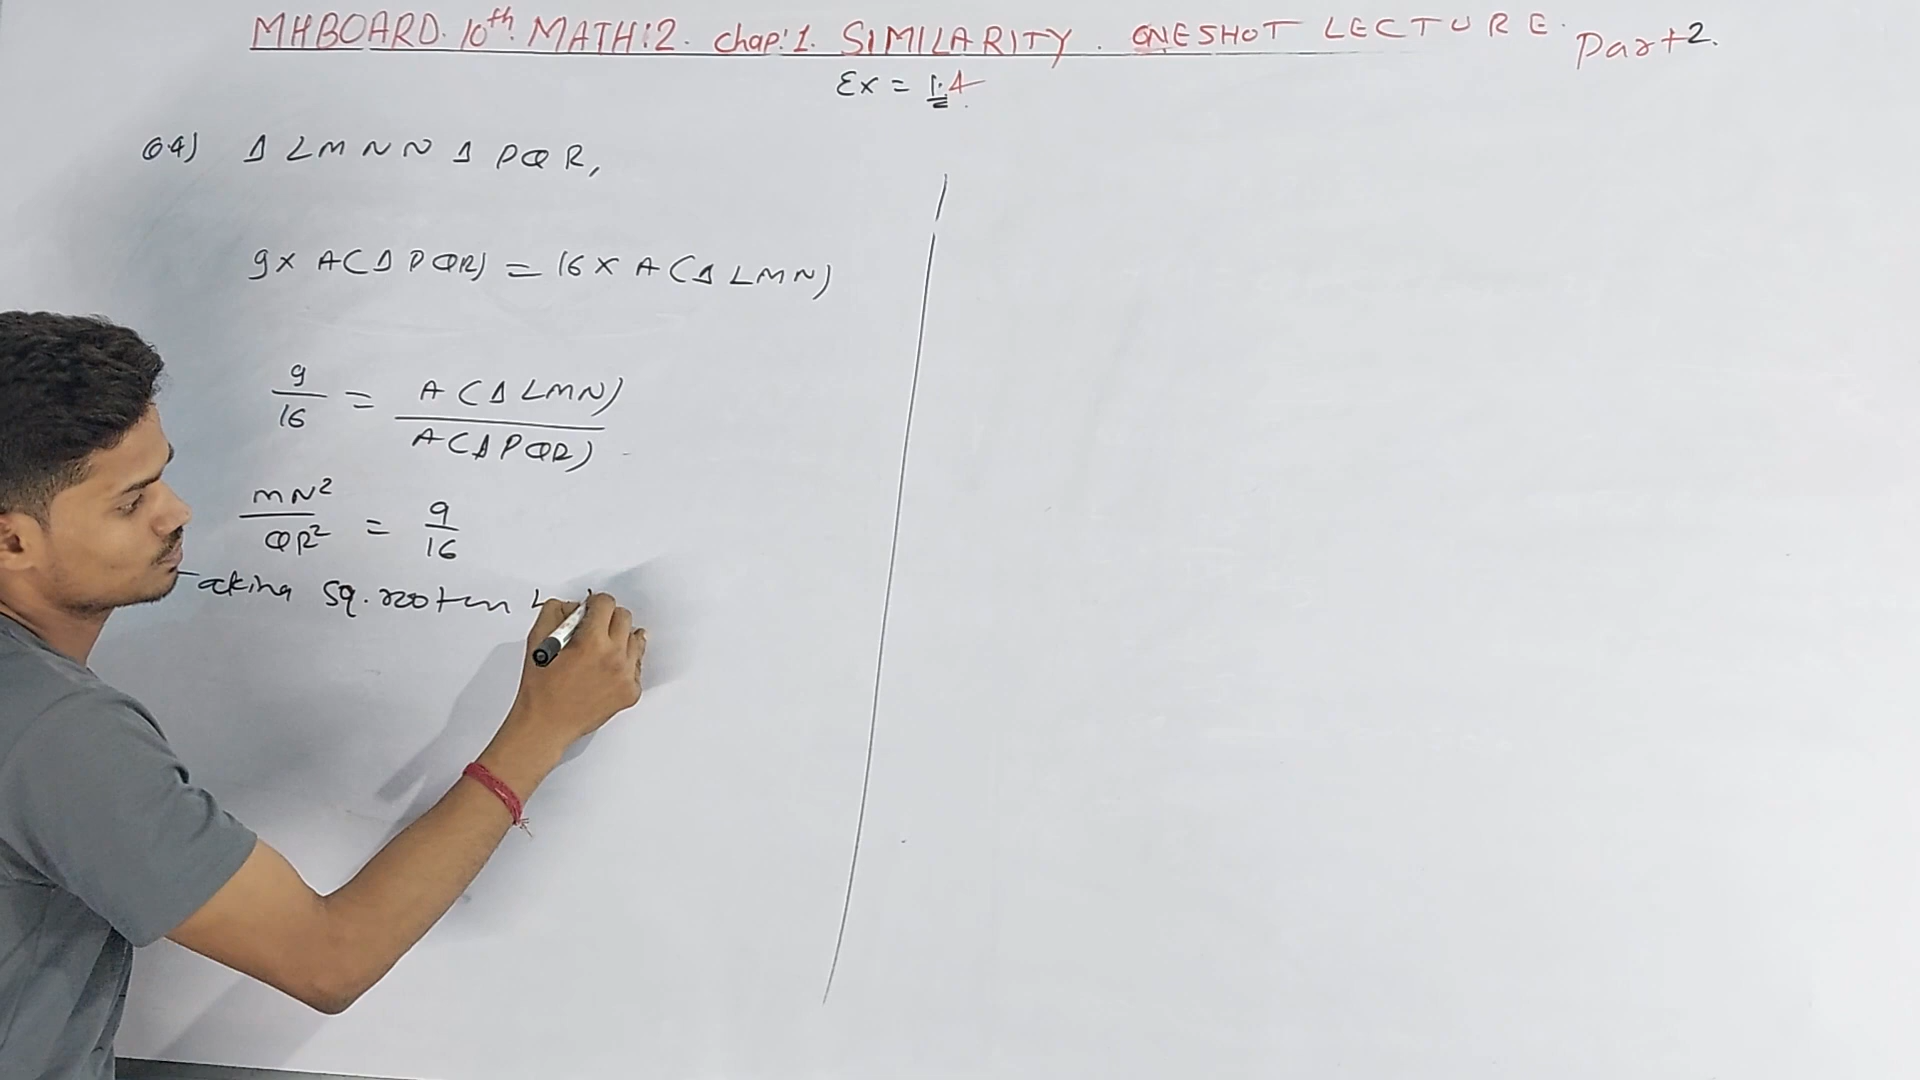 MHBOARD. 10th. MATH:2. chap:1. SIMILARITY. ONESHOT LECTURE. Part 2.
Ex = 1.4.
Q4) Δ LMN ~ Δ PQR,
9 × A(Δ PQR) = 16 × A(Δ LMN)
9/16 = A(Δ LMN)/A(Δ PQR)
MN²/QR² = 9/16
Taking sq. root on